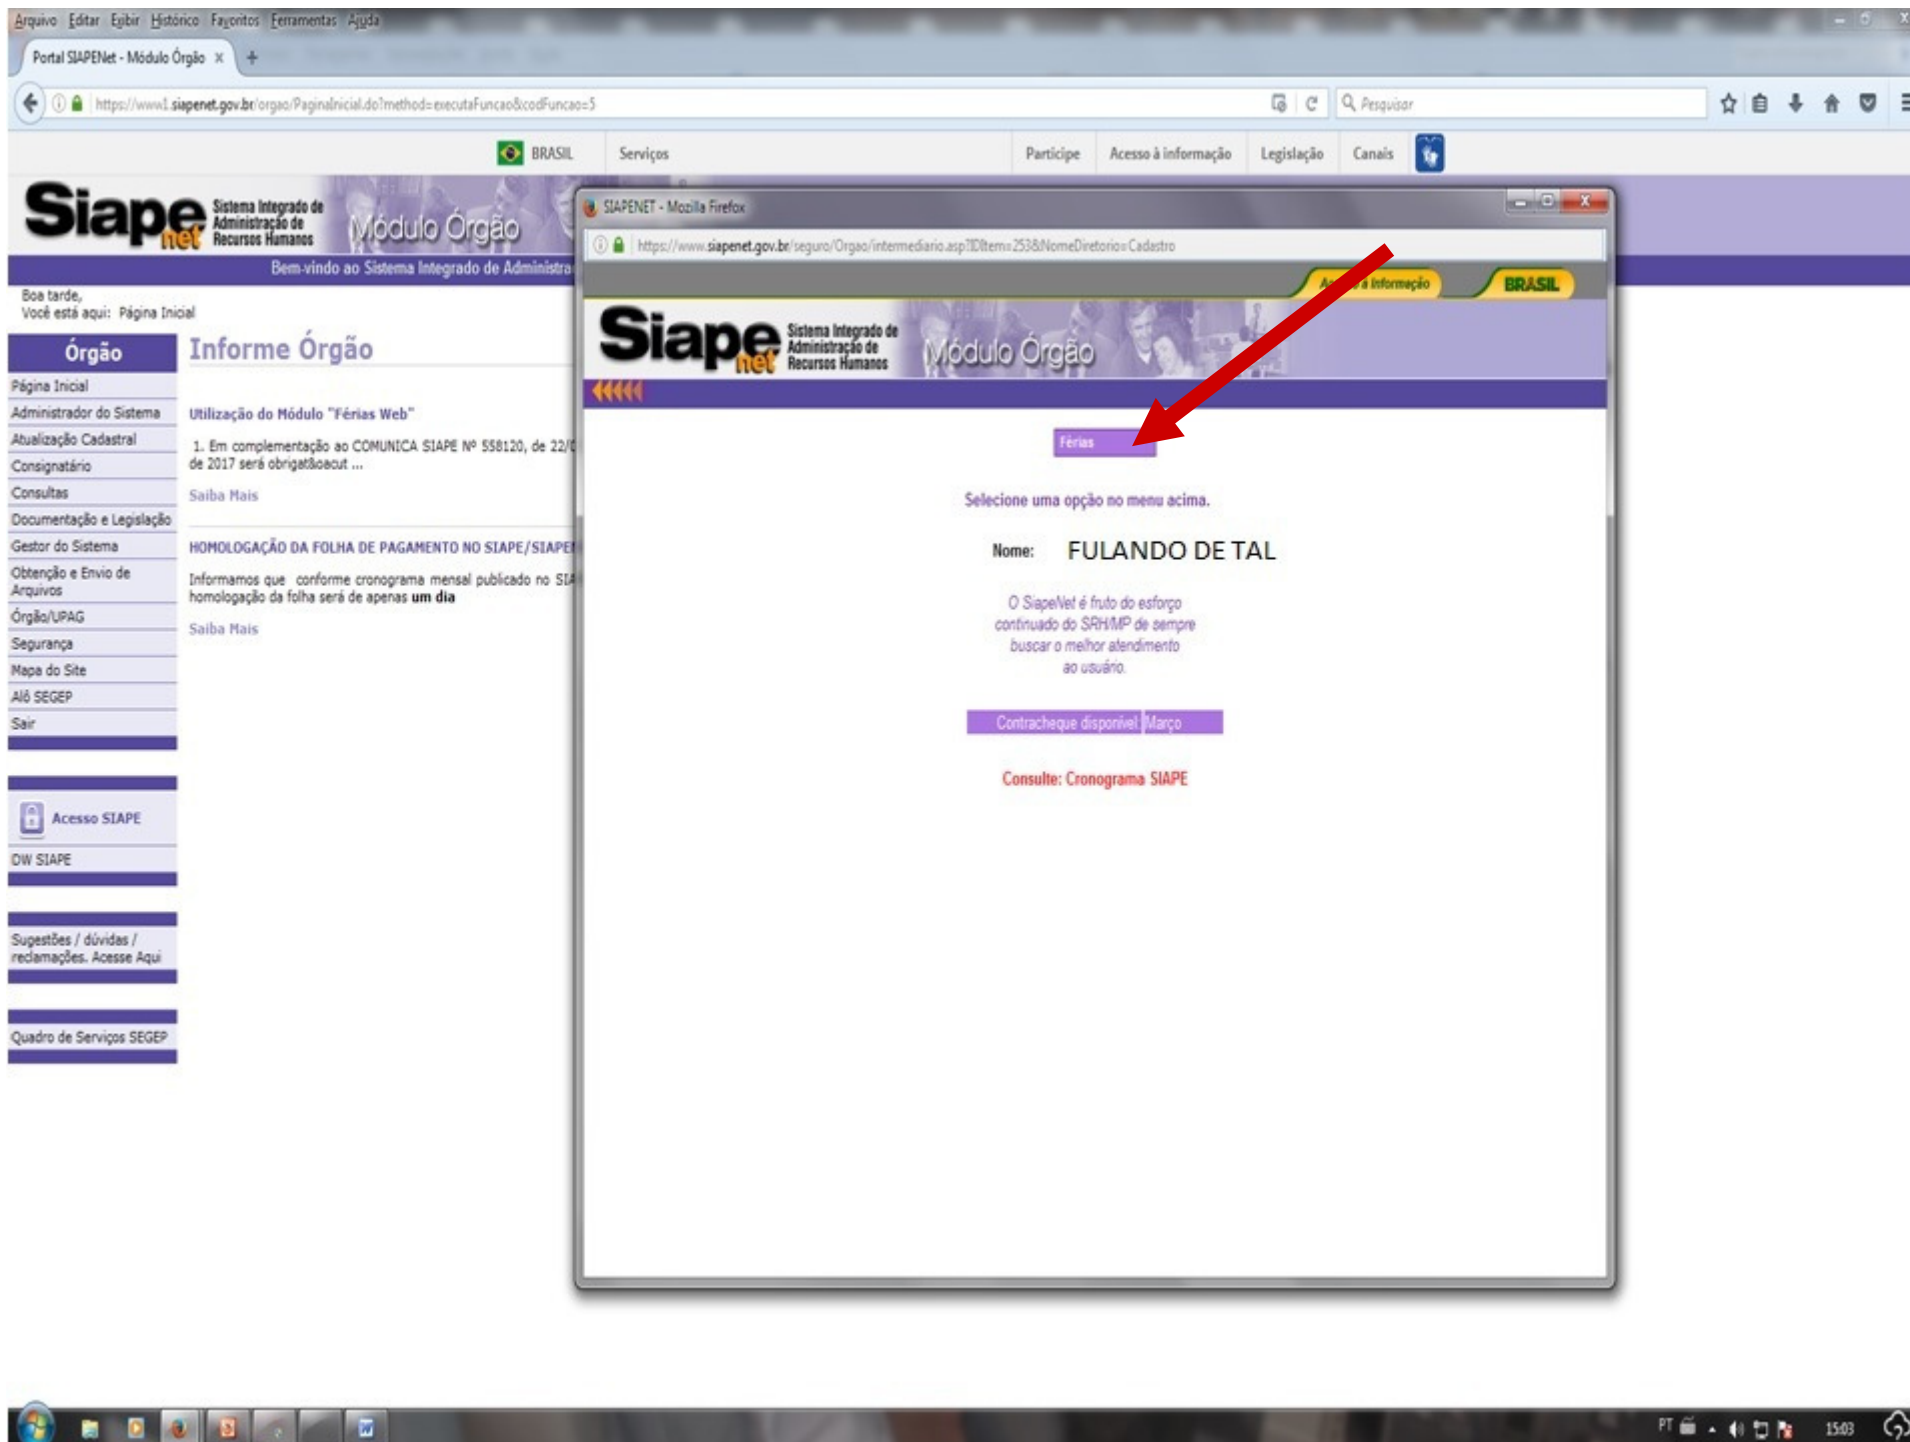 Arquivo Editar Exibir Histórico Favoritos Ferramentas Ajuda
Portal SIAPENet - Módulo Órgão × +
https://www1.siapenet.gov.br/orgao/PaginaInicial.do?method=executaFuncao&codFuncao=5
Pesquisar
BRASIL Serviços Participe Acesso à informação Legislação Canais
Siape net Sistema Integrado de
Administração de
Recursos Humanos
Módulo Órgão
Bem-vindo ao Sistema Integrado de Administra
Boa tarde,
Você está aqui: Página Inicial
Órgão
Página Inicial
Administrador do Sistema
Atualização Cadastral
Consignatário
Consultas
Documentação e Legislação
Gestor do Sistema
Obtenção e Envio de
Arquivos
Órgão/UPAG
Segurança
Mapa do Site
Alô SEGEP
Sair
Acesso SIAPE
DW SIAPE
Sugestões / dúvidas /
reclamações. Acesse Aqui
Quadro de Serviços SEGEP
Informe Órgão
Utilização do Módulo "Férias Web"
1. Em complementação ao COMUNICA SIAPE Nº 558120, de 22/
de 2017 será obrigat&oacut ...
Saiba Mais
HOMOLOGAÇÃO DA FOLHA DE PAGAMENTO NO SIAPE/SIAPE
Informamos que conforme cronograma mensal publicado no SIA
homologação da folha será de apenas um dia
Saiba Mais
SIAPENET - Mozilla Firefox
https://www.siapenet.gov.br/seguro/Orgao/intermediario.asp?IDItem=253&NomeDiretorio=Cadastro
a Informação BRASIL
Siape net Sistema Integrado de
Administração de
Recursos Humanos
Módulo Órgão
Férias
Selecione uma opção no menu acima.
Nome: FULANDO DE TAL
O SiapeNet é fruto do esforço
continuado do SRH/MP de sempre
buscar o melhor atendimento
ao usuário.
Contracheque disponível: Março
Consulte: Cronograma SIAPE
PT 15:03